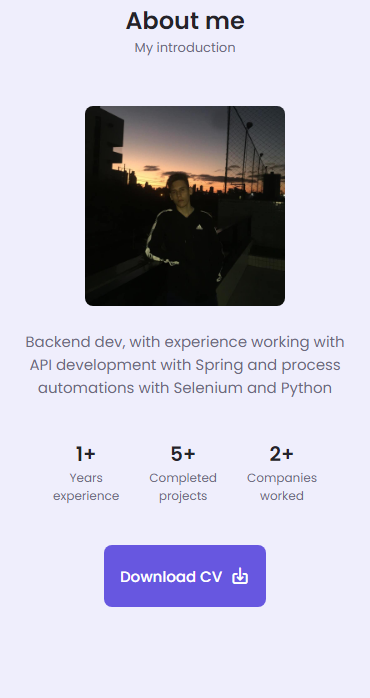 About me
My introduction
Backend dev, with experience working with
API development with Spring and process
automations with Selenium and Python
1+ 5+ 2+
Years Completed Companies
experience projects worked
Download CV